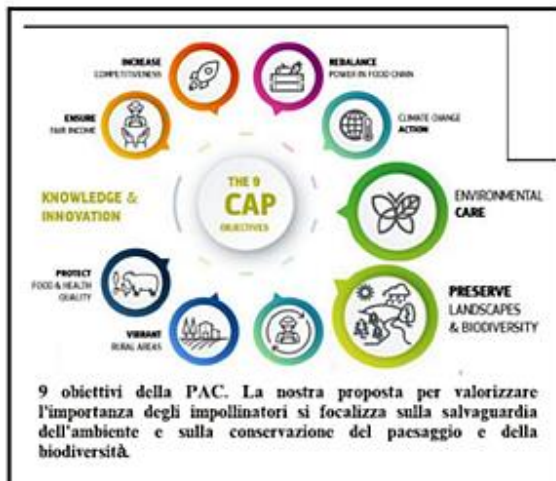 INCREASE
COMPETITIVENESS
REBALANCE
POWER IN FOOD CHAIN
ENSURE
FAIR INCOME
CLIMATE CHANGE
ACTION
KNOWLEDGE &
INNOVATION
THE 9
CAP
OBJECTIVES
ENVIRONMENTAL
CARE
PROTECT
FOOD & HEALTH
QUALITY
VIBRANT
RURAL AREAS
PRESERVE
LANDSCAPES
& BIODIVERSITY
9 obiettivi della PAC. La nostra proposta per valorizzare
l'importanza degli impollinatori si focalizza sulla salvaguardia
dell'ambiente e sulla conservazione del paesaggio e della
biodiversità.